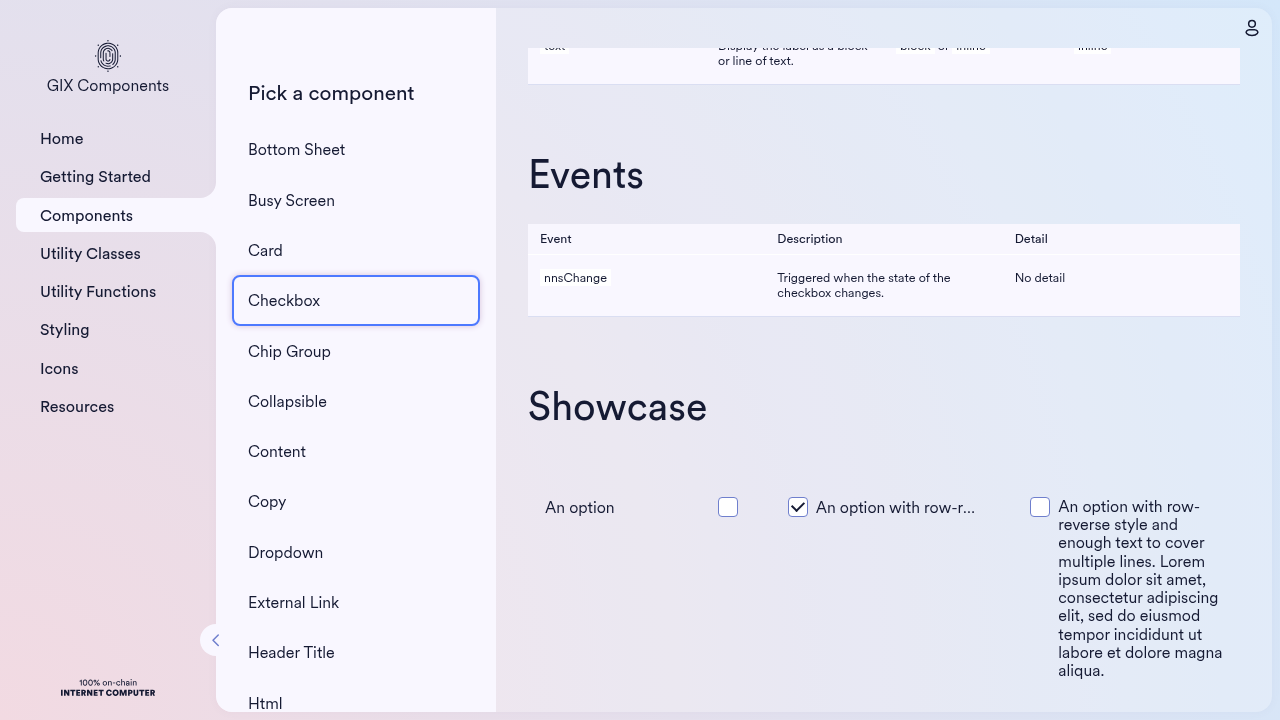 GIX Components
Home
Getting Started
Components
Utility Classes
Utility Functions
Styling
Icons
Resources
100% on-chain
INTERNET COMPUTER
Pick a component
Bottom Sheet
Busy Screen
Card
Checkbox
Chip Group
Collapsible
Content
Copy
Dropdown
External Link
Header Title
Html
text Display the label as a block block or inline inline
or line of text.
Events
Event Description Detail
nnsChange Triggered when the state of the No detail
checkbox changes.
Showcase
An option
An option with row-r...
An option with row-
reverse style and
enough text to cover
multiple lines. Lorem
ipsum dolor sit amet,
consectetur adipiscing
elit, sed do eiusmod
tempor incididunt ut
labore et dolore magna
aliqua.